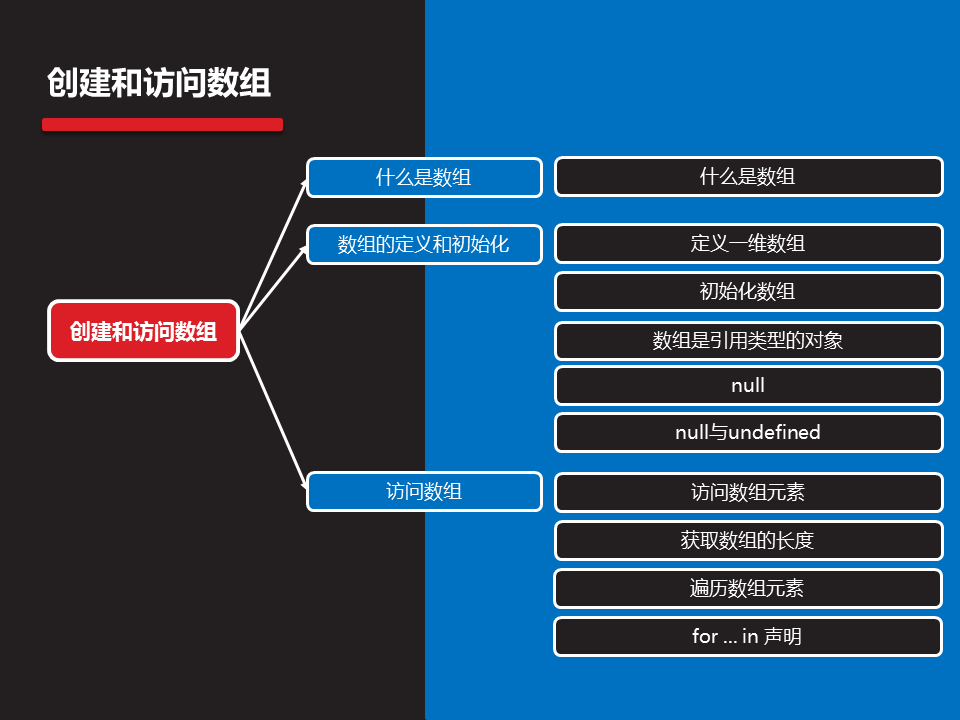 创建和访问数组
创建和访问数组
什么是数组
什么是数组
数组的定义和初始化
定义一维数组
初始化数组
数组是引用类型的对象
null
null与undefined
访问数组
访问数组元素
获取数组的长度
遍历数组元素
for ... in 声明